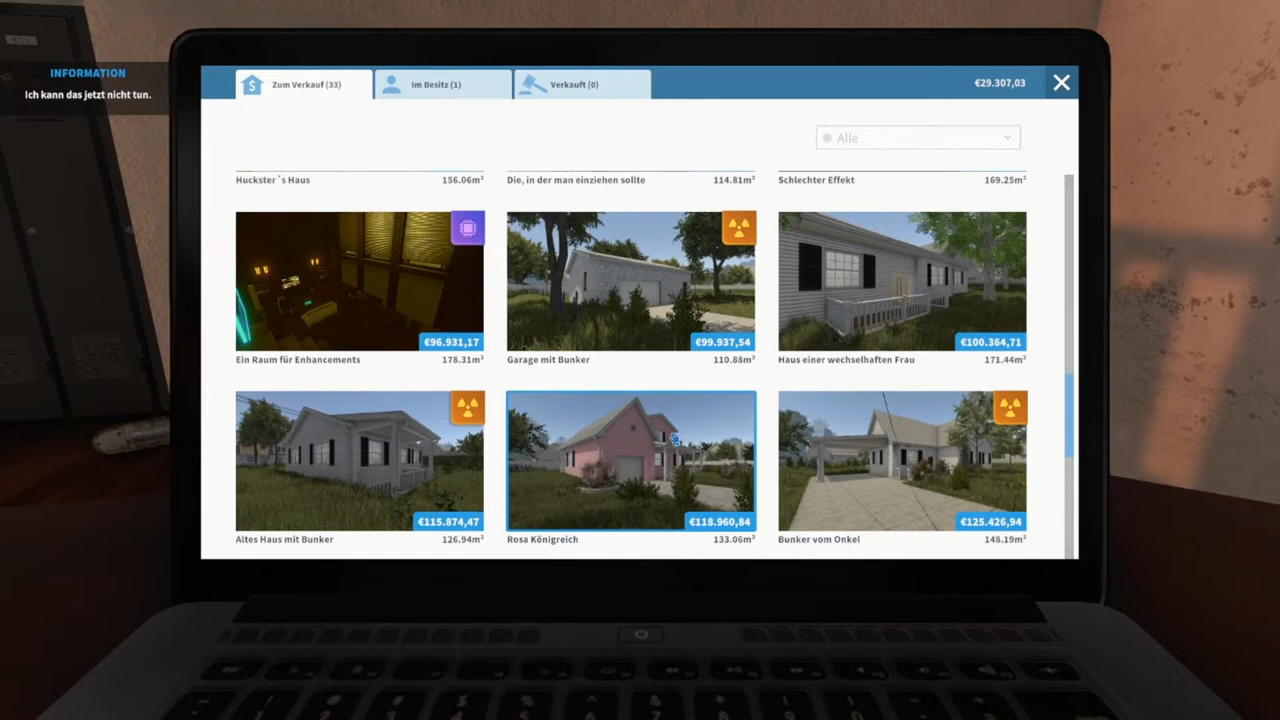 INFORMATION
Ich kann das jetzt nicht tun.
Zum Verkauf (33)
Im Besitz (1)
Verkauft (0)
€29.307,03
Alle
Huckster´s Haus 156.06m²
Die, in der man einziehen sollte 114.81m²
Schlechter Effekt 169.25m²
€96.931,17
€99.937,54
€100.364,71
Ein Raum für Enhancements 178.31m²
Garage mit Bunker 110.88m²
Haus einer wechselhaften Frau 171.44m²
€115.874,47
€118.960,84
€125.426,94
Altes Haus mit Bunker 126.94m²
Rosa Königreich 133.06m²
Bunker vom Onkel 148.19m²